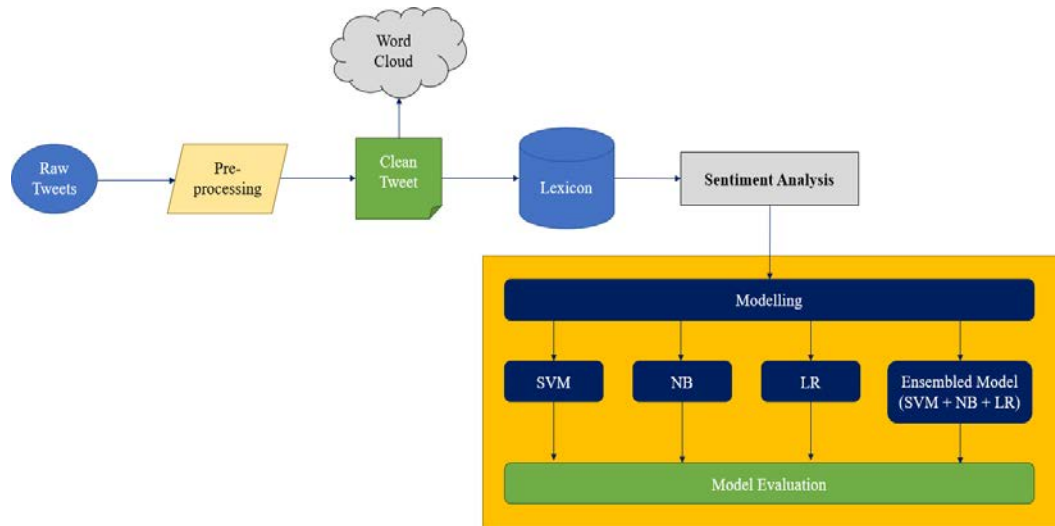 Word
Cloud
Raw
Tweets
Pre-
processing
Clean
Tweet
Lexicon
Sentiment Analysis
Modelling
SVM
NB
LR
Ensembled Model
(SVM + NB + LR)
Model Evaluation